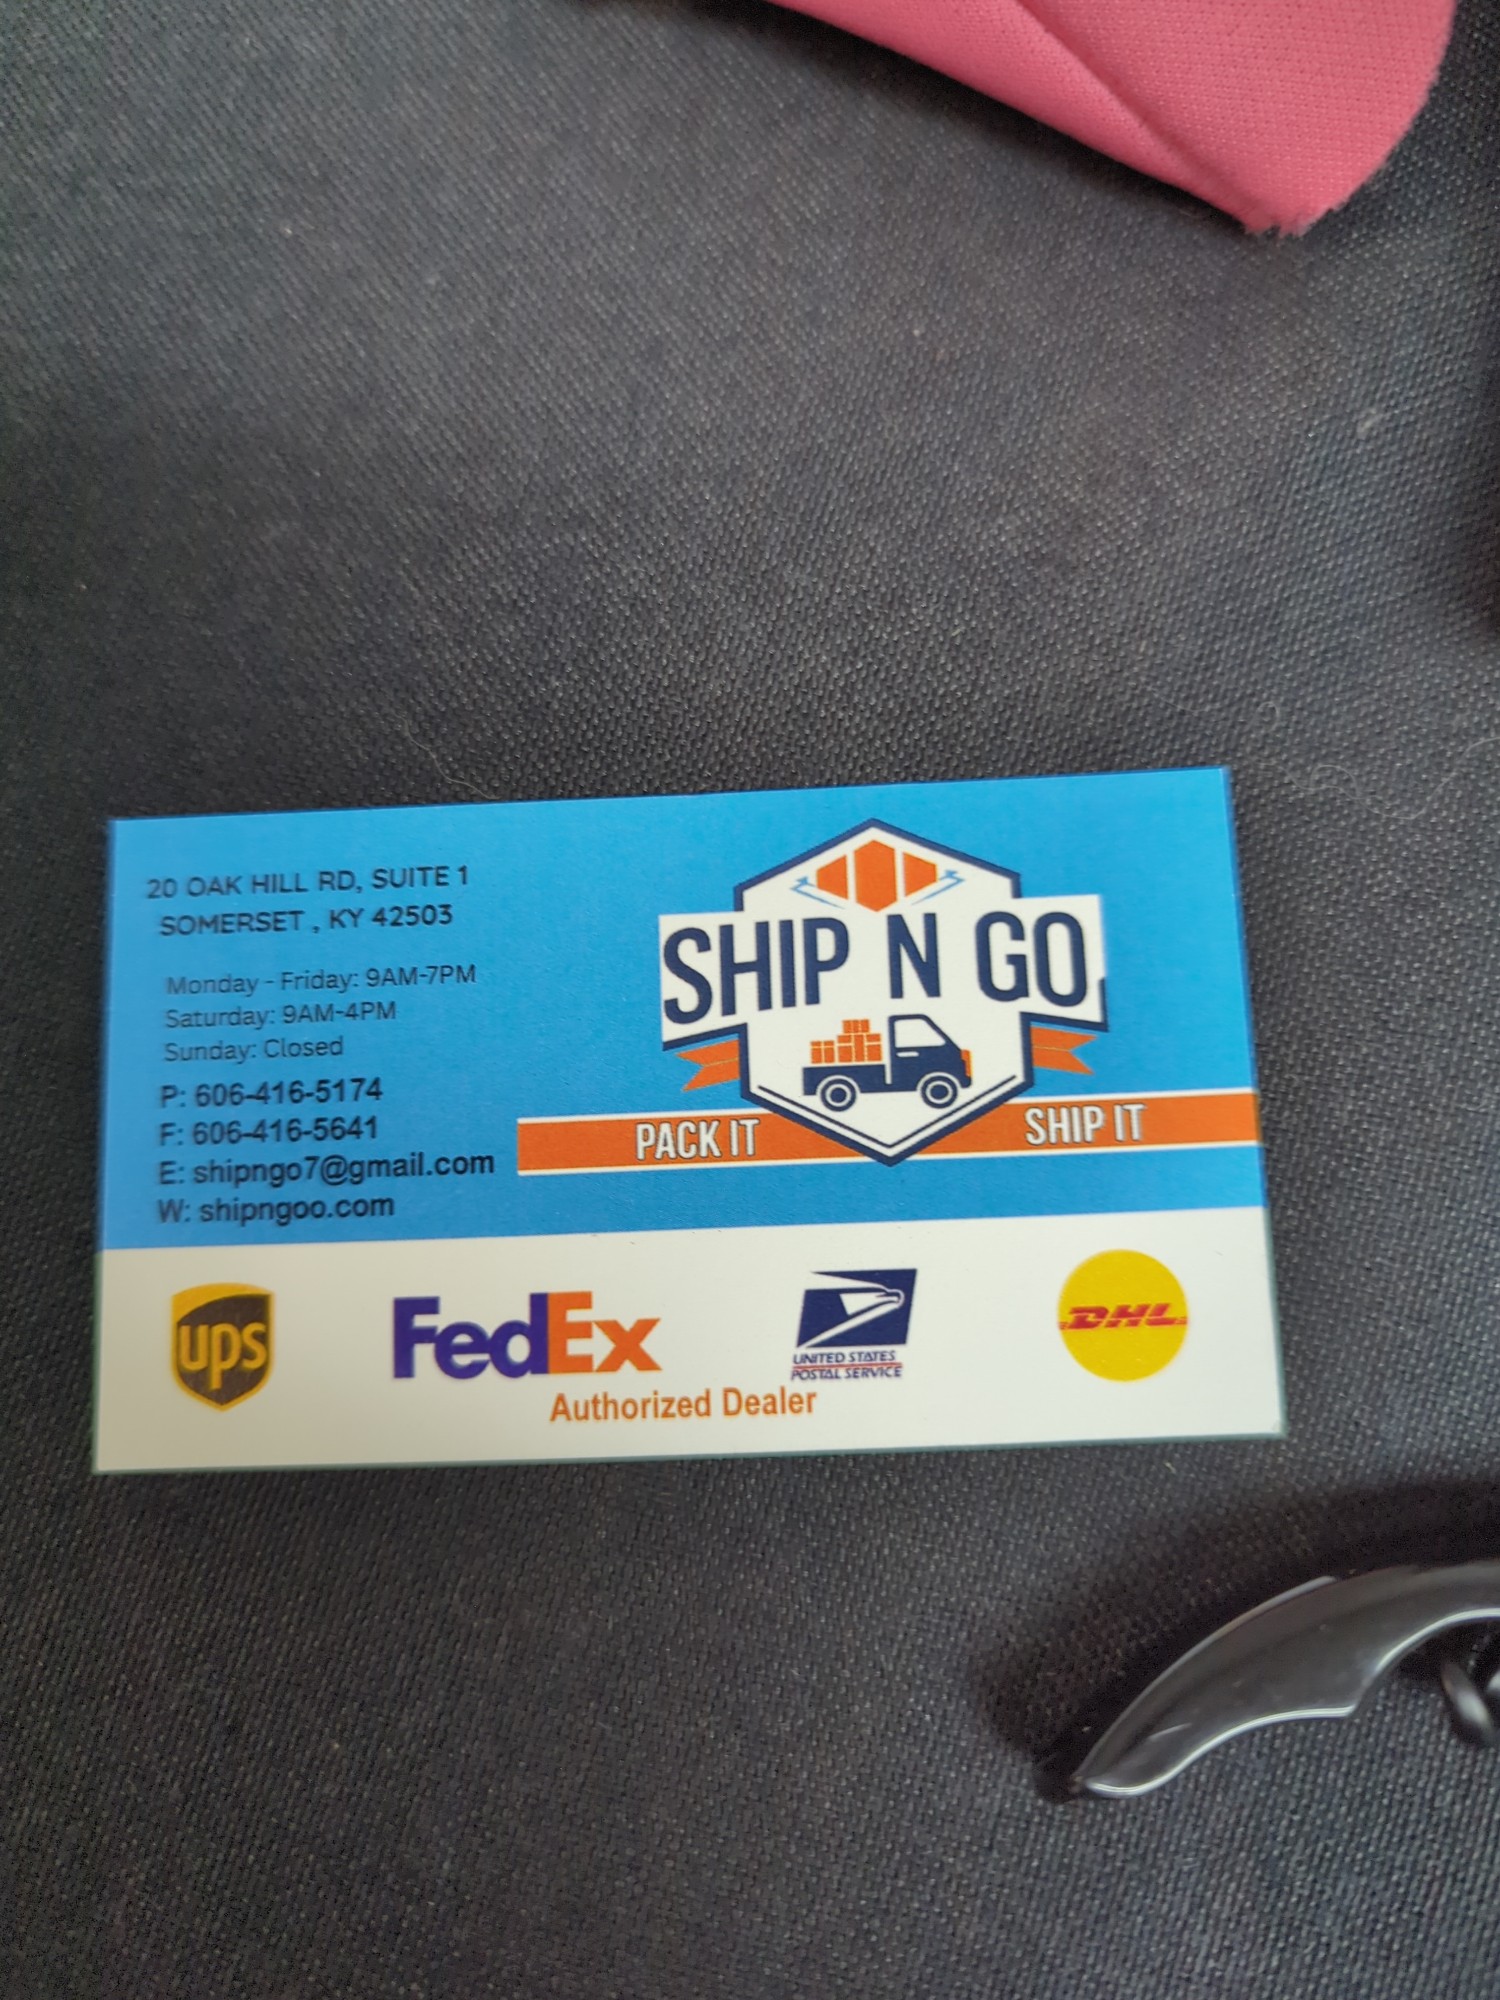 20 OAK HILL RD, SUITE 1
SOMERSET , KY 42503
Monday - Friday: 9AM-7PM
Saturday: 9AM-4PM
Sunday: Closed
P: 606-416-5174
F: 606-416-5641
E: shipngo7@gmail.com
W: shipngoo.com
SHIP N GO
PACK IT SHIP IT
ups
FedEx
UNITED STATES
POSTAL SERVICE
DHL
Authorized Dealer